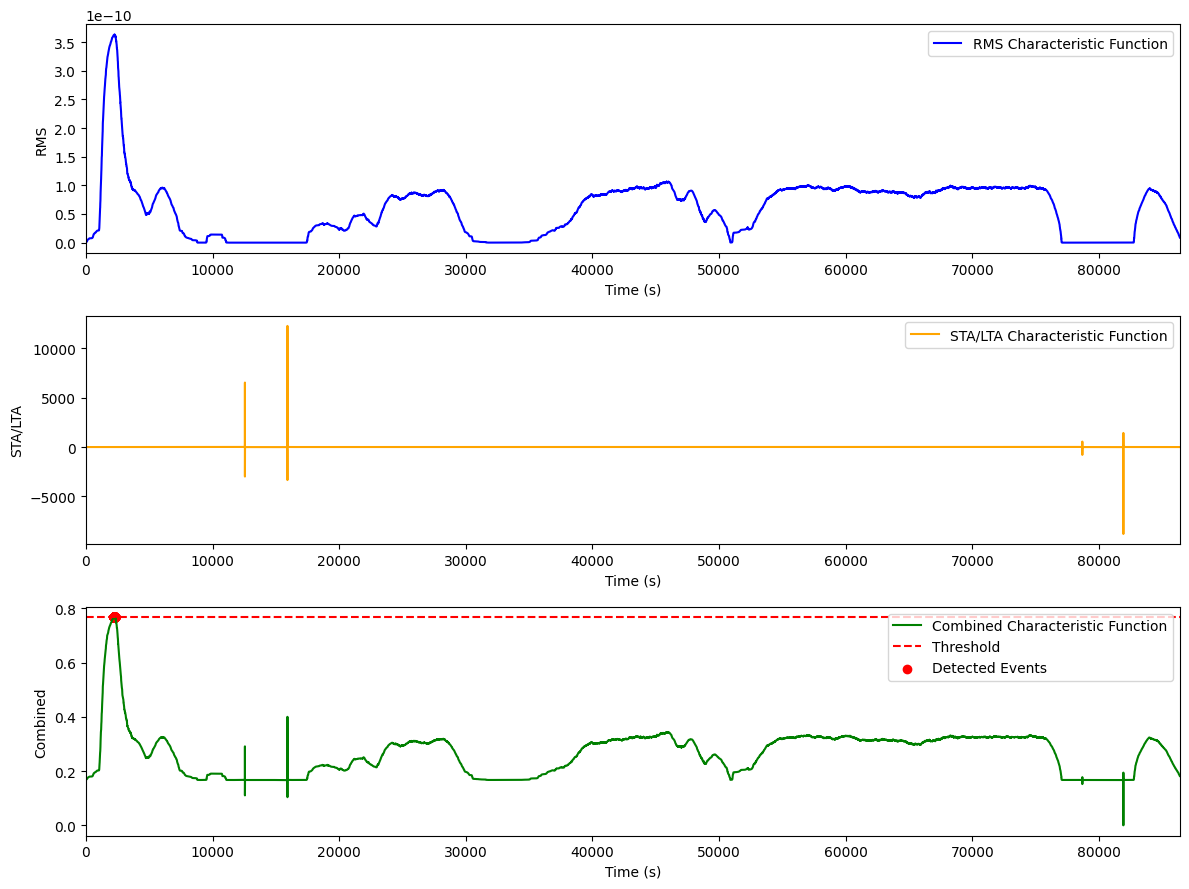 1e−10
RMS Characteristic Function
3.5
3.0
2.5
2.0
1.5
1.0
0.5
0.0
RMS
0 10000 20000 30000 40000 50000 60000 70000 80000
Time (s)
STA/LTA Characteristic Function
10000
5000
0
−5000
STA/LTA
0 10000 20000 30000 40000 50000 60000 70000 80000
Time (s)
Combined Characteristic Function
Threshold
Detected Events
0.8
0.6
0.4
0.2
0.0
Combined
0 10000 20000 30000 40000 50000 60000 70000 80000
Time (s)